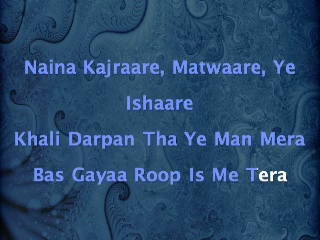 Naina Kajraare, Matwaare, Ye
Ishaare
Khali Darpan Tha Ye Man Mera
Bas Gayaa Roop Is Me Tera